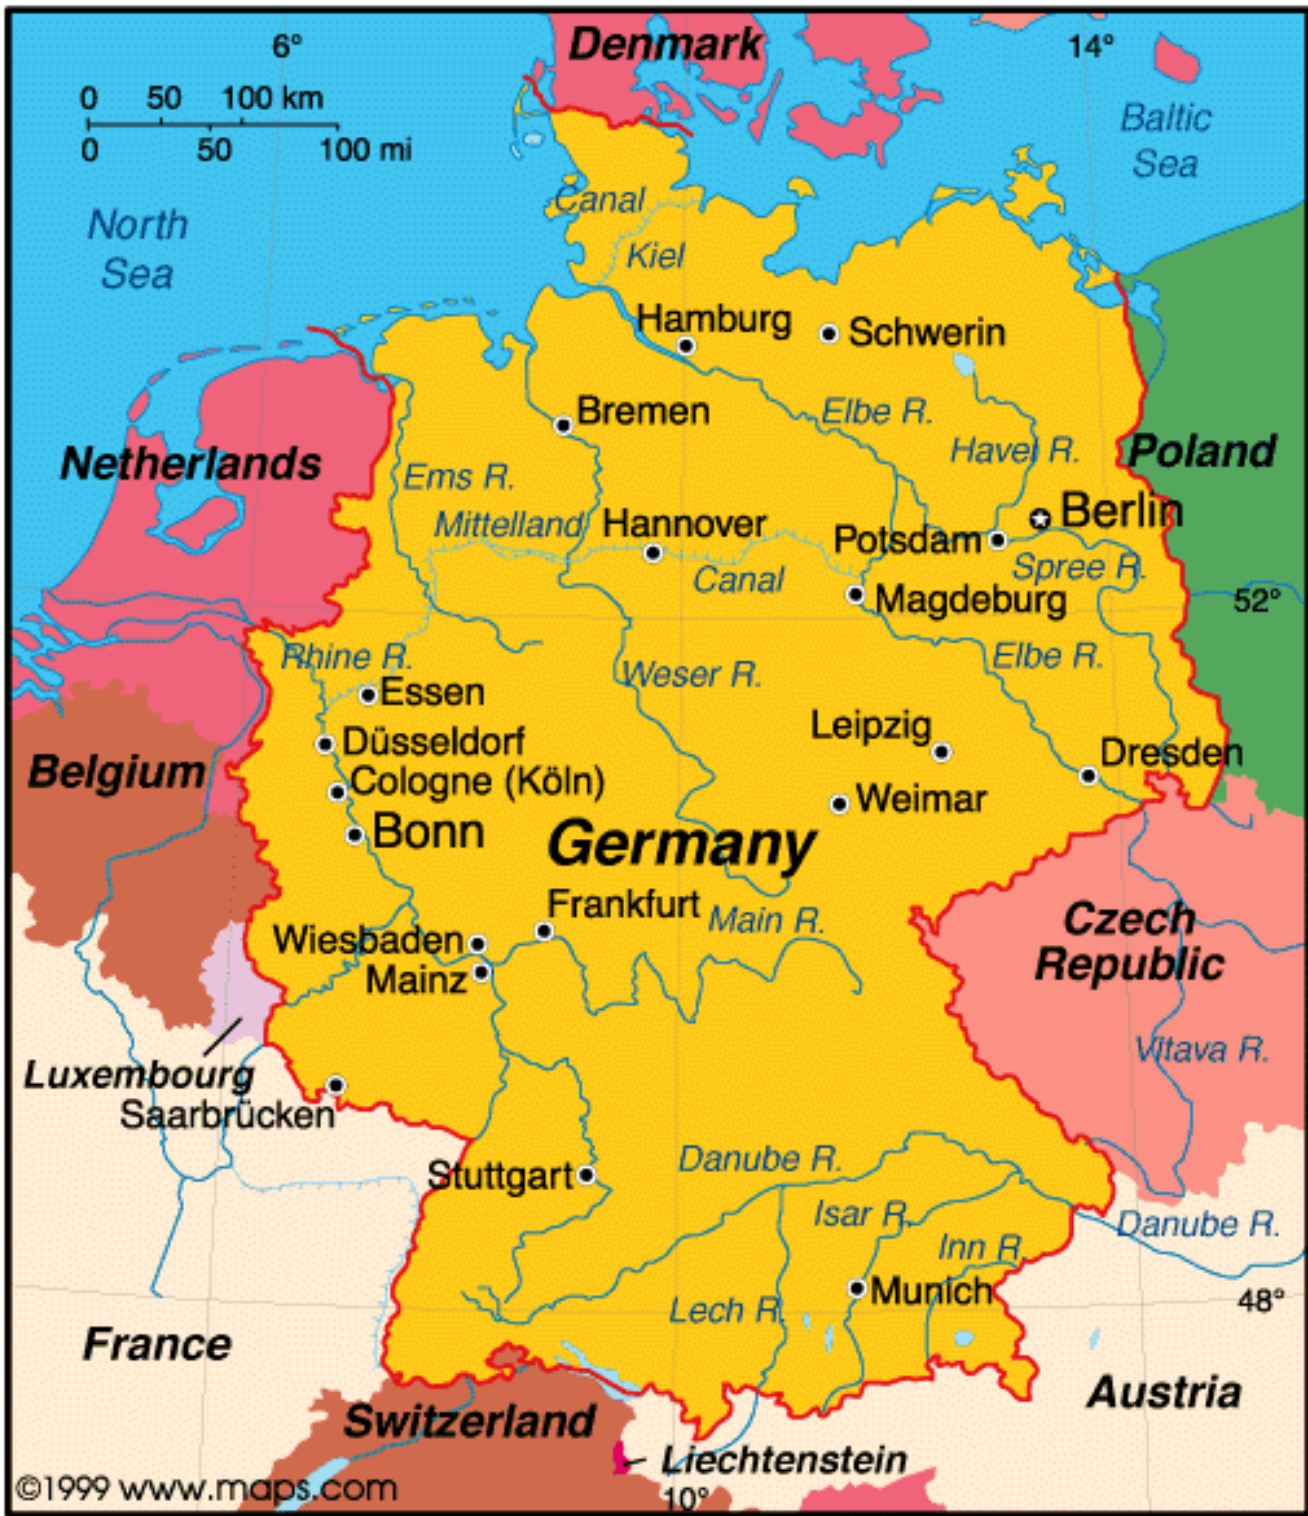 Denmark
6°
14°
0 50 100 km
0 50 100 mi
Baltic
Sea
North
Sea
Canal
Kiel
Hamburg
Schwerin
Bremen
Elbe R.
Havel R.
Poland
Netherlands
Ems R.
Mittelland
Hannover
Berlin
Potsdam
Spree R.
Canal
Magdeburg
52°
Rhine R.
Weser R.
Elbe R.
Essen
Leipzig
Düsseldorf
Dresden
Belgium
Cologne (Köln)
Weimar
Bonn
Germany
Frankfurt
Main R.
Czech
Republic
Wiesbaden
Mainz
Vltava R.
Luxembourg
Saarbrücken
Stuttgart
Danube R.
Isar R.
Danube R.
Inn R.
Munich
Lech R.
48°
France
Austria
Switzerland
Liechtenstein
©1999 www.maps.com
10°